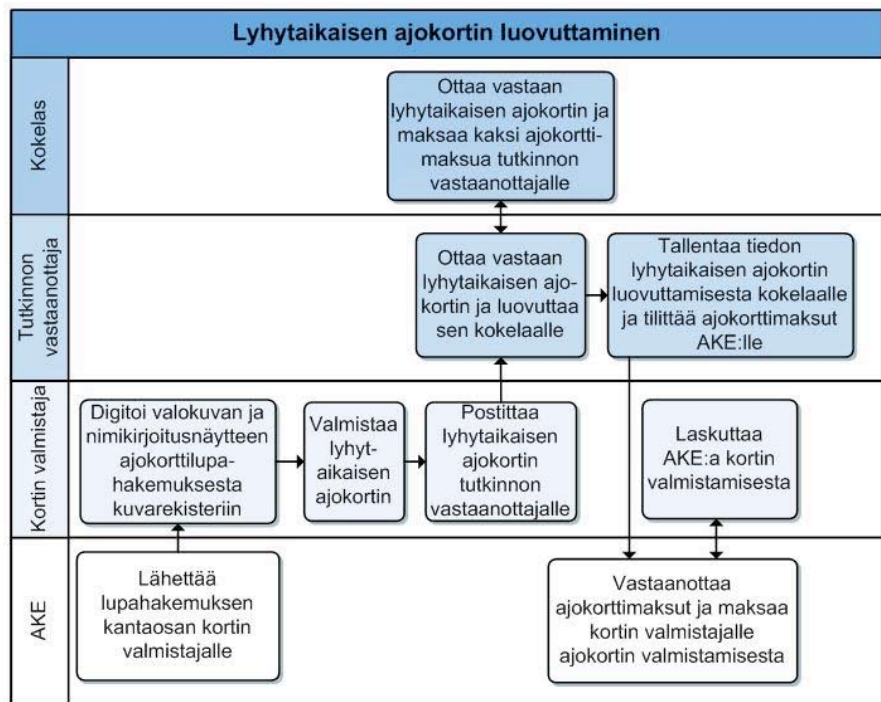 Lyhytaikaisen ajokortin luovuttaminen
Kokelas
Ottaa vastaan
lyhytaikaisen ajokortin ja
maksaa kaksi ajokortti-
maksua tutkinnon
vastaanottajalle
Tutkinnon
vastaanottaja
Ottaa vastaan
lyhytaikaisen ajo-
kortin ja luovuttaa
sen kokelaalle
Tallentaa tiedon
lyhytaikaisen ajokortin
luovuttamisesta kokelaalle
ja tilittää ajokorttimaksut
AKE:lle
Kortin valmistaja
Digitoi valokuvan ja
nimikirjoitusnäytteen
ajokorttilupa-
hakemuksesta
kuvarekisteriin
Valmistaa
lyhyt-
aikaisen
ajokortin
Postittaa
lyhytaikaisen
ajokortin
tutkinnon
vastaanottajalle
Laskuttaa
AKE:a kortin
valmistamisesta
AKE
Lähettää
lupahakemuksen
kantaosan kortin
valmistajalle
Vastaanottaa
ajokorttimaksut ja maksaa
kortin valmistajalle
ajokortin valmistamisesta